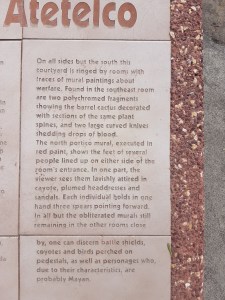 Atetelco
On all sides but the south this
courtyard is ringed by rooms with
traces of mural paintings about
warfare. Found in the southeast room
are two polychromed fragments
showing the barrel cactus decorated
with sections of the same plant
spines, and two large carved knives
shedding drops of blood.
The north portico mural, executed in
red paint, shows the feet of several
people lined up on either side of the
room's entrance. In one part, the
viewer sees them lavishly attired in
coyote, plumed headdresses and
sandals. Each individual holds in one
hand three spears pointing forward.
In all but the obliterated murals still
remaining in the other rooms close
by, one can discern battle shields,
coyotes and birds perched on
pedestals, as well as personages who,
due to their characteristics, are
probably Mayan.